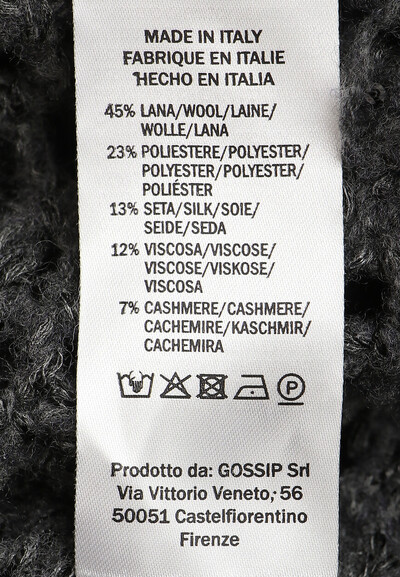 MADE IN ITALY
FABRIQUE EN ITALIE
HECHO EN ITALIA
45% LANA/WOOL/LAINE/
WOLLE/LANA
23% POLIESTERE/POLYESTER/
POLYESTER/POLYESTER/
POLIÉSTER
13% SETA/SILK/SOIE/
SEIDE/SEDA
12% VISCOSA/VISCOSE/
VISCOSE/VISKOSE/
VISCOSA
7% CASHMERE/CASHMERE/
CACHEMIRE/KASCHMIR/
CACHEMIRA
P
Prodotto da: GOSSIP Srl
Via Vittorio Veneto, 56
50051 Castelfiorentino
Firenze